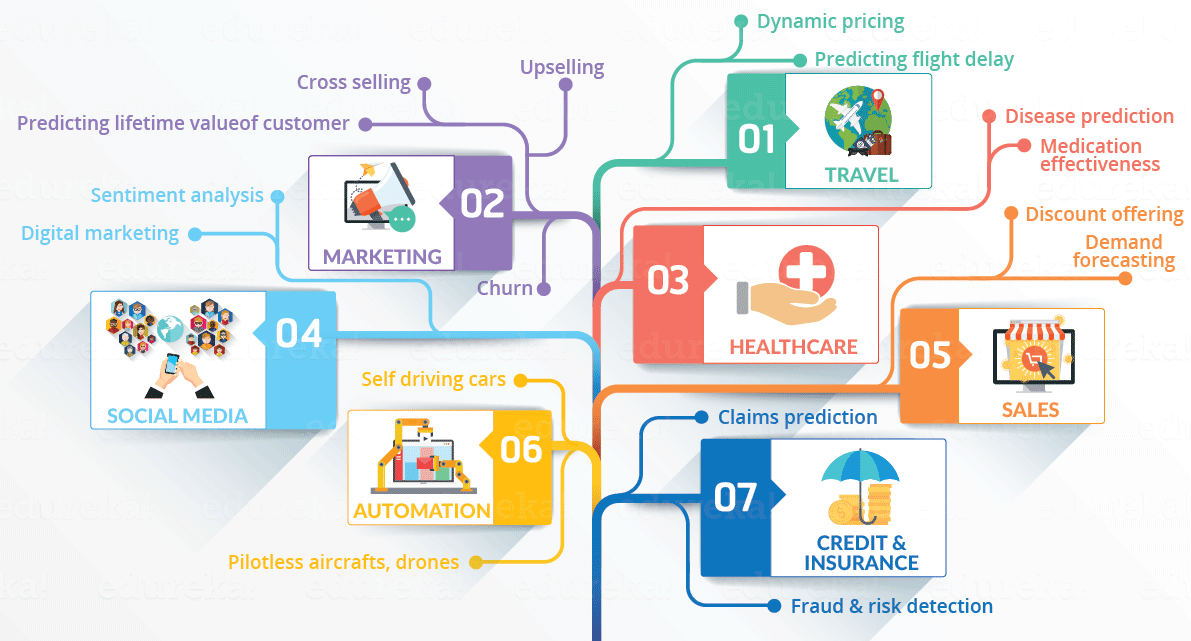 Dynamic pricing
Predicting flight delay
01
TRAVEL
Upselling
Cross selling
Predicting lifetime valueof customer
02
MARKETING
Churn
Disease prediction
Medication
effectiveness
03
HEALTHCARE
Sentiment analysis
Digital marketing
04
SOCIAL MEDIA
Discount offering
Demand
forecasting
05
SALES
Self driving cars
06
AUTOMATION
Pilotless aircrafts, drones
Claims prediction
07
CREDIT &
INSURANCE
Fraud & risk detection
edureka!